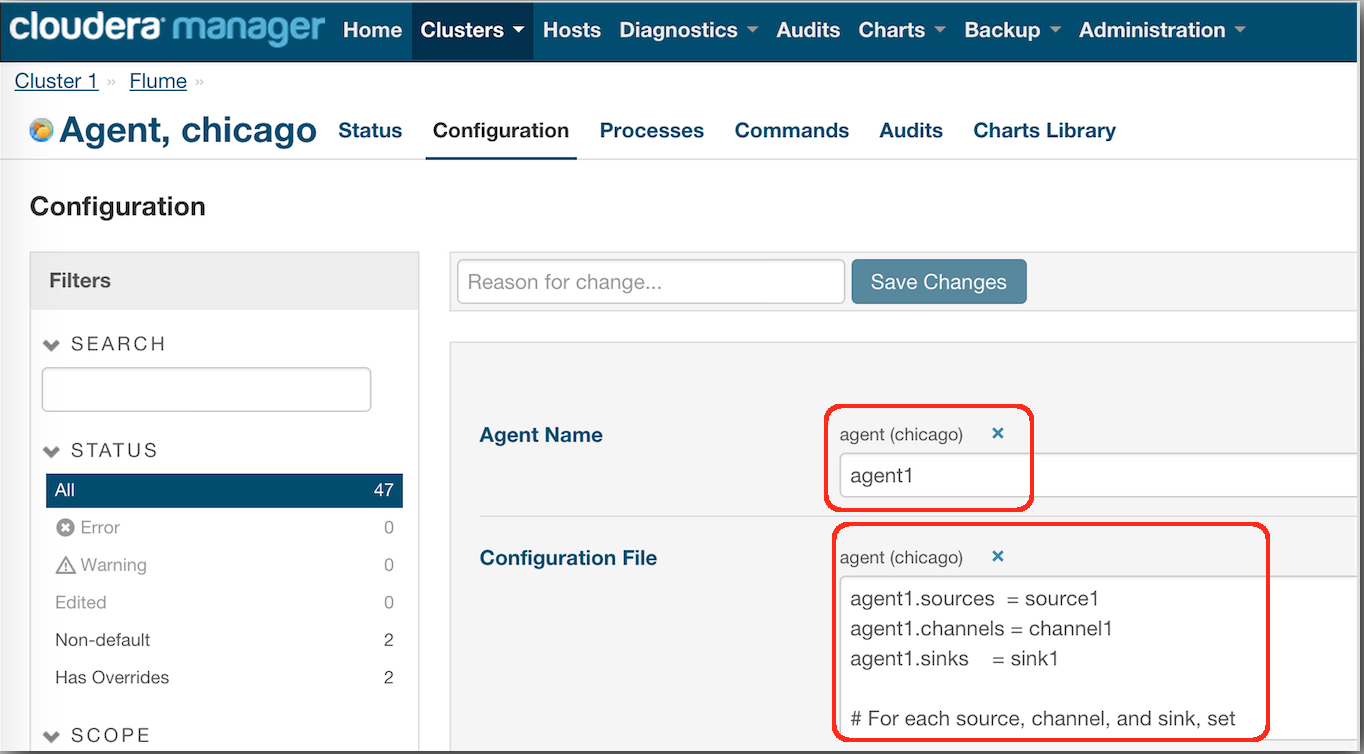 cloudera manager Home Clusters Hosts Diagnostics Audits Charts Backup Administration
Cluster 1 » Flume »
Agent, chicago Status Configuration Processes Commands Audits Charts Library
Configuration
Filters
Reason for change... Save Changes
SEARCH
STATUS
All 47
Error 0
Warning 0
Edited 0
Non-default 2
Has Overrides 2
SCOPE
Agent Name
agent (chicago) ×
agent1
Configuration File
agent (chicago) ×
agent1.sources = source1
agent1.channels = channel1
agent1.sinks = sink1
# For each source, channel, and sink, set